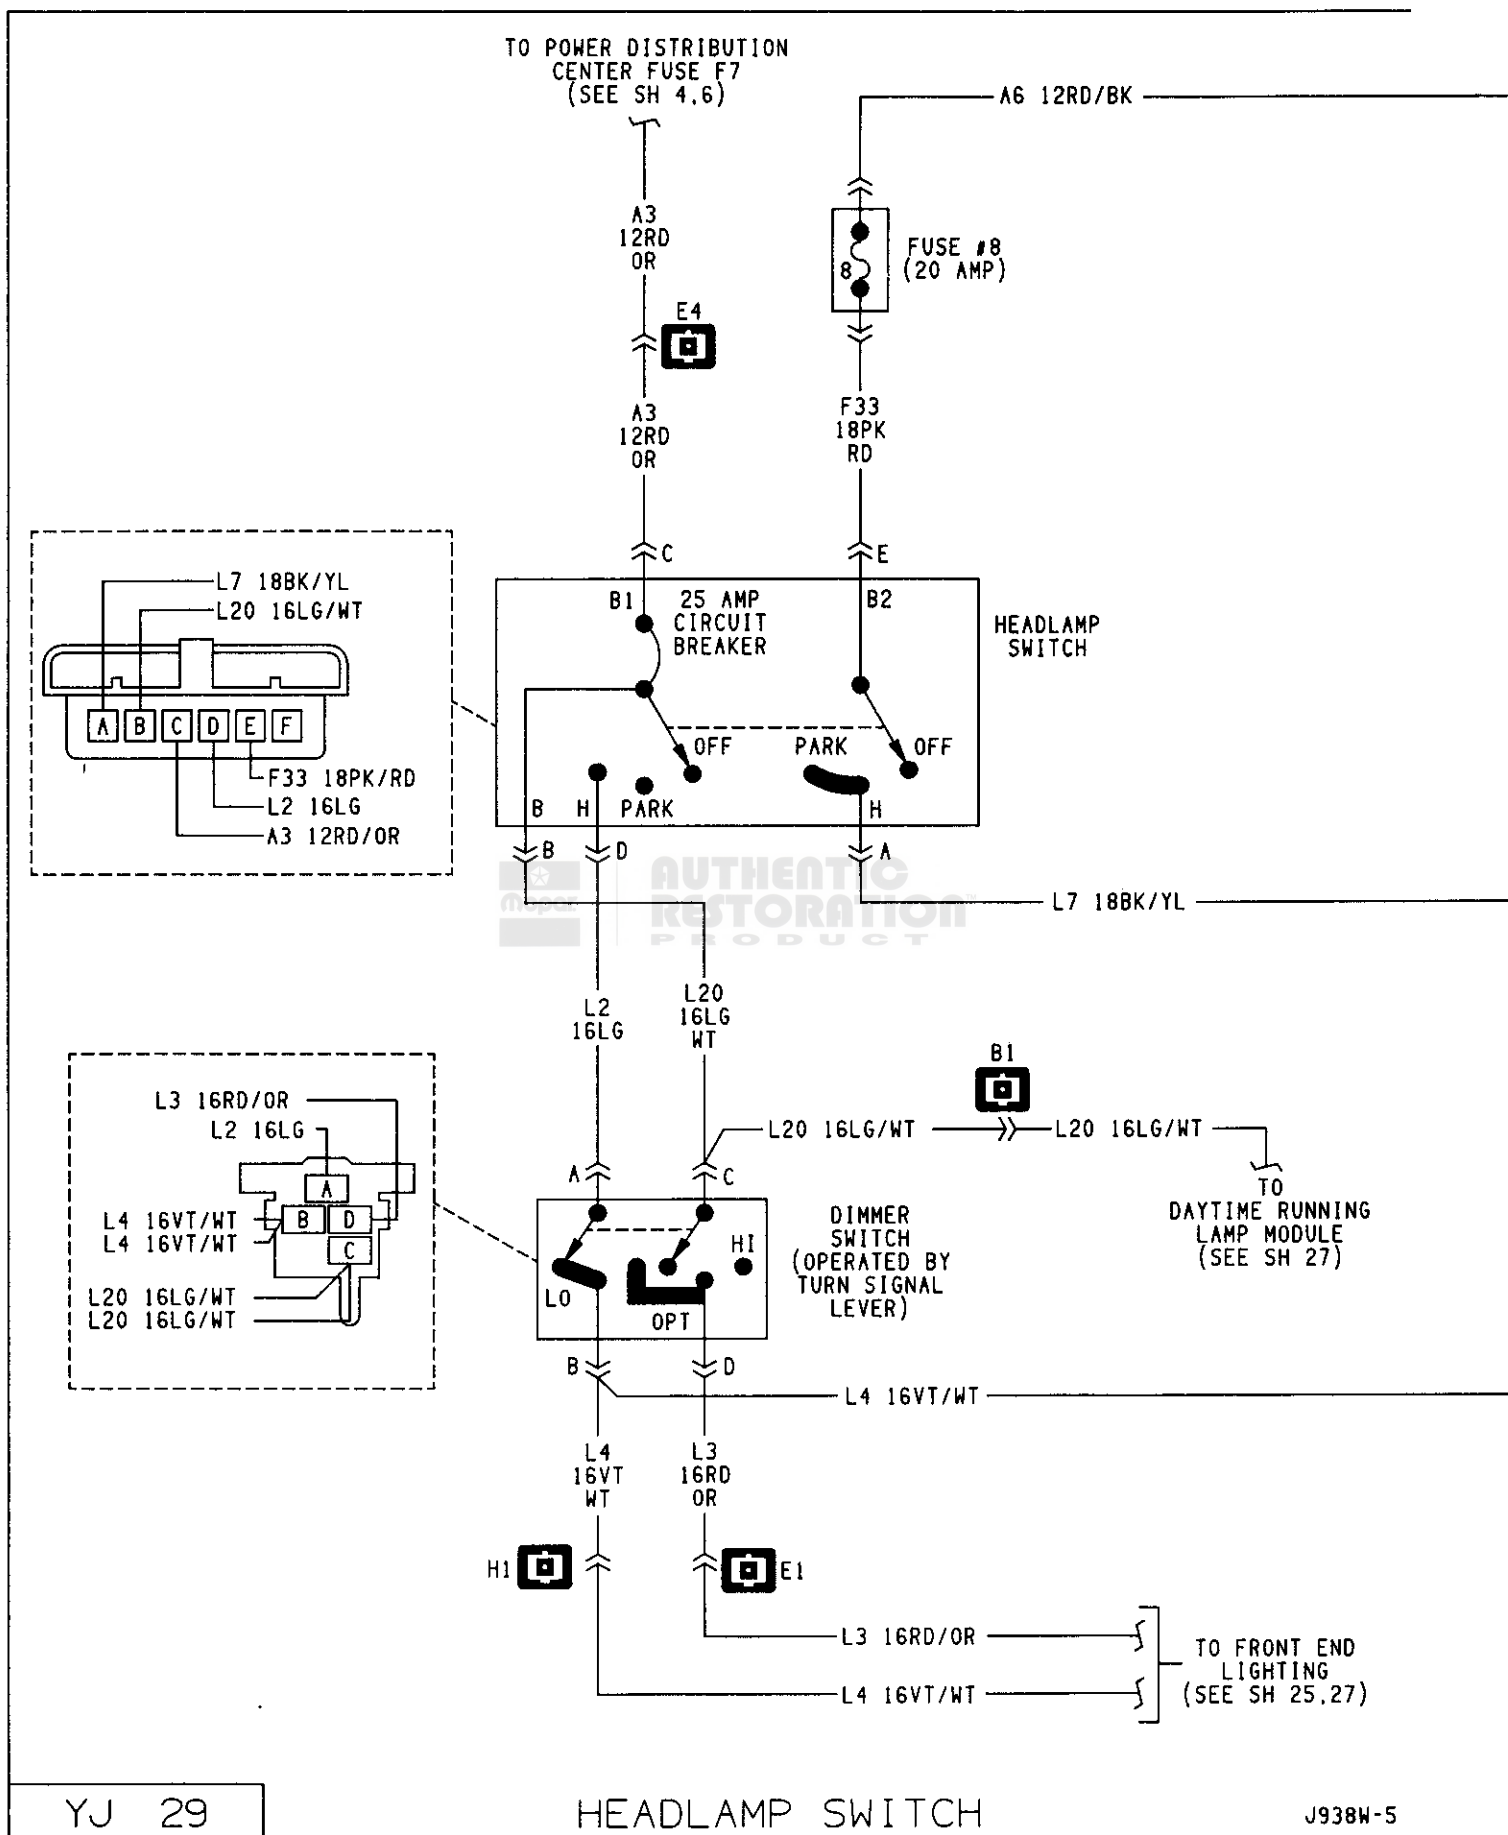 TO POWER DISTRIBUTION
CENTER FUSE F7
(SEE SH 4,6)
A6 12RD/BK
A3
12RD
OR
FUSE #8
(20 AMP)
8
E4
A3
12RD
OR
F33
18PK
RD
C
E
L7 18BK/YL
L20 16LG/WT
A B C D E F
F33 18PK/RD
L2 16LG
A3 12RD/OR
B1
25 AMP
CIRCUIT
BREAKER
B2
HEADLAMP
SWITCH
OFF
PARK
OFF
B
H
PARK
H
B
D
A
Mopar
AUTHENTIC
RESTORATION™
PRODUCT
L7 18BK/YL
L2
16LG
L20
16LG
WT
B1
L20 16LG/WT
L20 16LG/WT
TO
DAYTIME RUNNING
LAMP MODULE
(SEE SH 27)
L3 16RD/OR
L2 16LG
A
B
D
C
L4 16VT/WT
L4 16VT/WT
L20 16LG/WT
L20 16LG/WT
A
C
DIMMER
SWITCH
(OPERATED BY
TURN SIGNAL
LEVER)
HI
LO
OPT
B
D
L4 16VT/WT
L4
16VT
WT
L3
16RD
OR
H1
E1
L3 16RD/OR
L4 16VT/WT
TO FRONT END
LIGHTING
(SEE SH 25,27)
YJ 29
HEADLAMP SWITCH
J938W-5